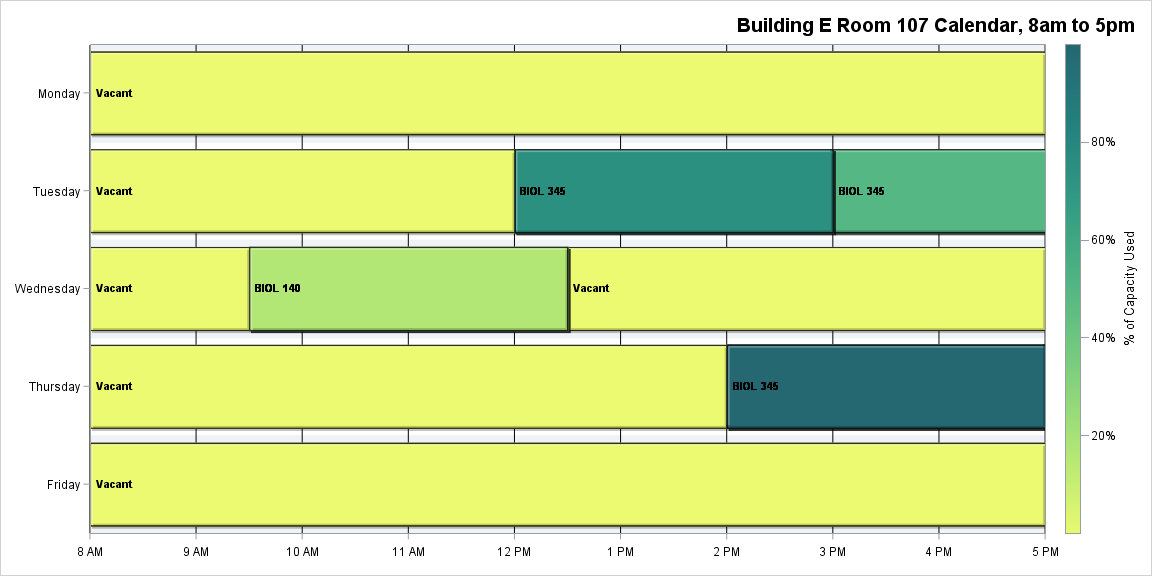 Building E Room 107 Calendar, 8am to 5pm
Monday
Vacant
Tuesday
Vacant
BIOL 345
BIOL 345
Wednesday
Vacant
BIOL 140
Vacant
Thursday
Vacant
BIOL 345
Friday
Vacant
8 AM
9 AM
10 AM
11 AM
12 PM
1 PM
2 PM
3 PM
4 PM
5 PM
80%
60%
40%
20%
% of Capacity Used